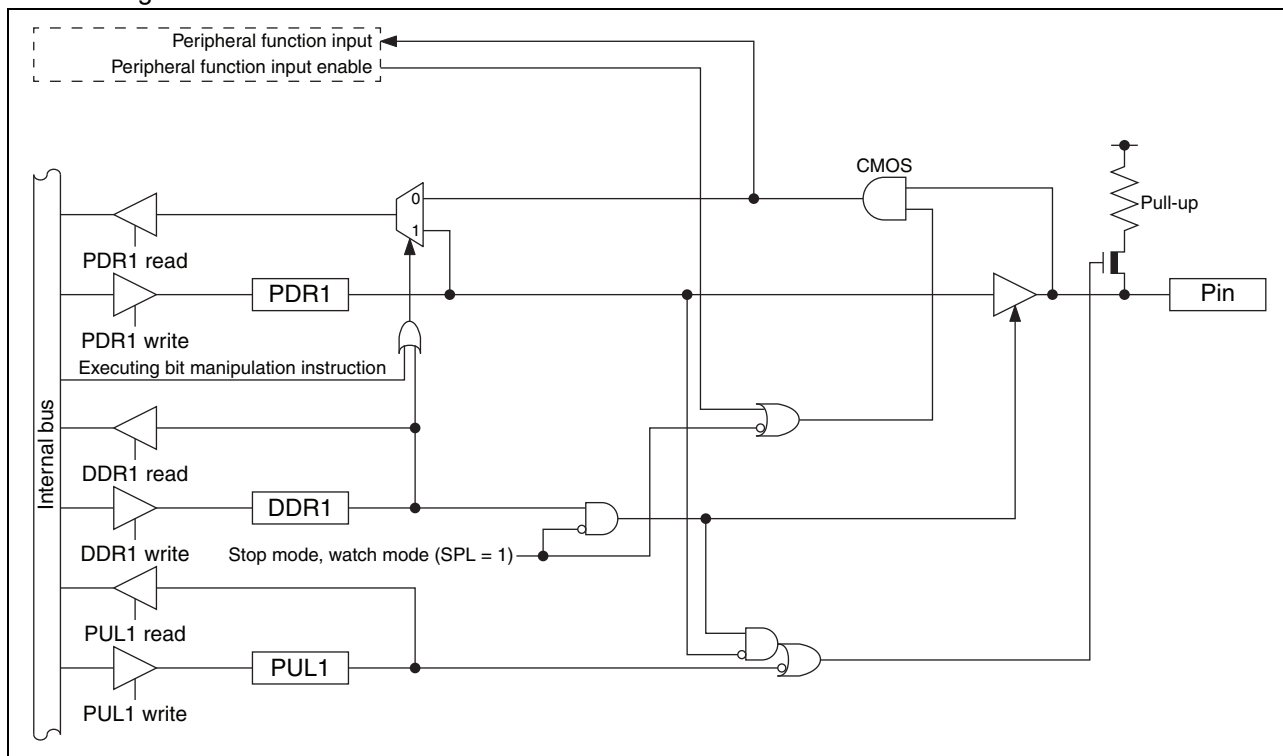 Peripheral function input
Peripheral function input enable
CMOS
Pull-up
0
1
PDR1 read
PDR1
Pin
PDR1 write
Executing bit manipulation instruction
Internal bus
DDR1 read
DDR1
DDR1 write
Stop mode, watch mode (SPL = 1)
PUL1 read
PUL1
PUL1 write